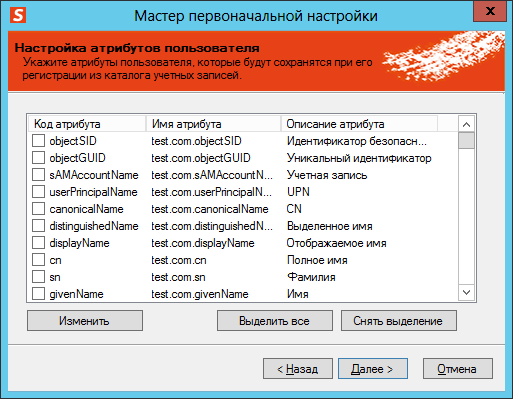 S
Мастер первоначальной настройки
X
Настройка атрибутов пользователя
Укажите атрибуты пользователя, которые будут сохранятся при его
регистрации из каталога учетных записей.
Код атрибута Имя атрибута Описание атрибута
objectSID test.com.objectSID Идентификатор безопасн...
objectGUID test.com.objectGUID Уникальный идентификатор
sAMAccountName test.com.sAMAccountN... Учетная запись
userPrincipalName test.com.userPrincipalN... UPN
canonicalName test.com.canonicalName CN
distinguishedName test.com.distinguishedN... Выделенное имя
displayName test.com.displayName Отображаемое имя
cn test.com.cn Полное имя
sn test.com.sn Фамилия
givenName test.com.givenName Имя
Изменить Выделить все Снять выделение
< Назад Далее > Отмена